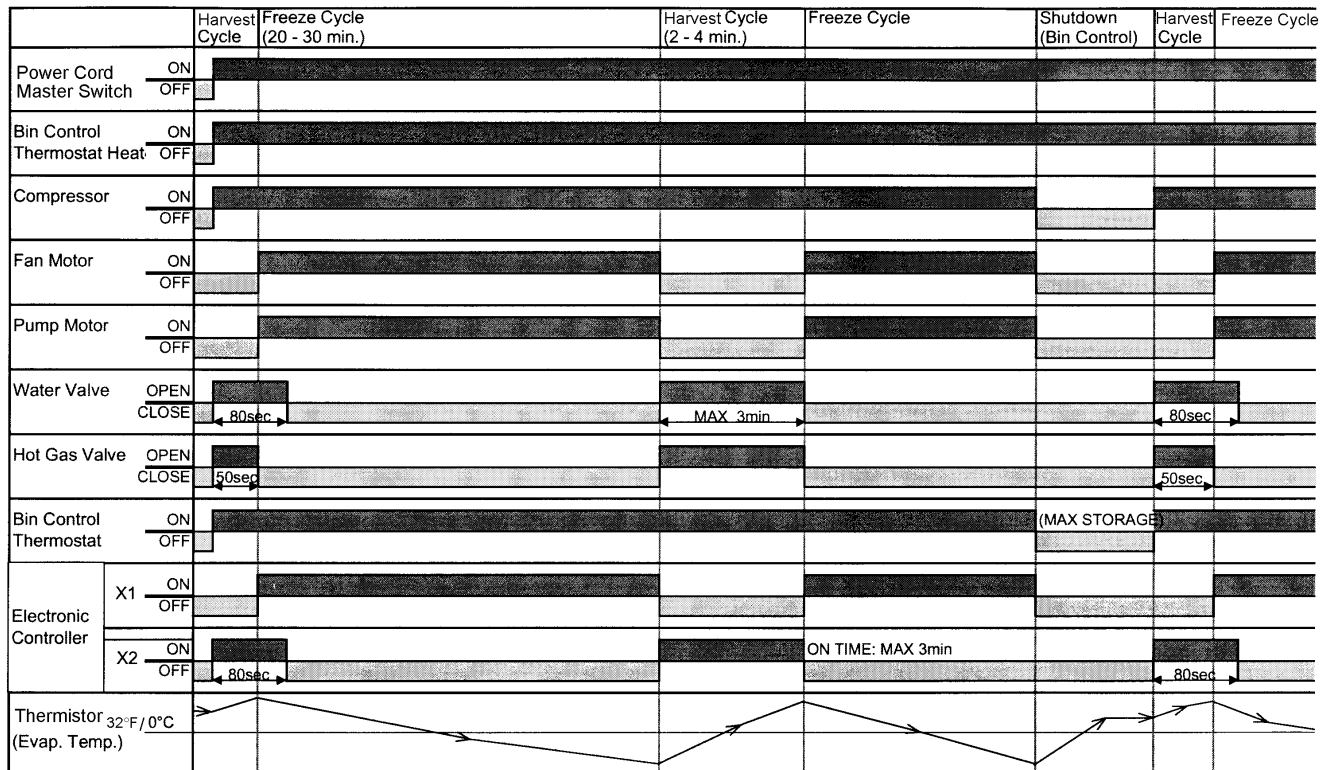 Harvest Cycle
Freeze Cycle (20 - 30 min.)
Harvest Cycle (2 - 4 min.)
Freeze Cycle
Shutdown (Bin Control)
Harvest Cycle
Freeze Cycle
Power Cord Master Switch
ON
OFF
Bin Control Thermostat Heat
ON
OFF
Compressor
ON
OFF
Fan Motor
ON
OFF
Pump Motor
ON
OFF
Water Valve
OPEN
CLOSE
80sec
MAX 3min
80sec
Hot Gas Valve
OPEN
CLOSE
50sec
50sec
Bin Control Thermostat
ON
OFF
(MAX STORAGE)
Electronic Controller
X1
ON
OFF
X2
ON
OFF
80sec
ON TIME: MAX 3min
80sec
Thermistor 32°F/0°C
(Evap. Temp.)